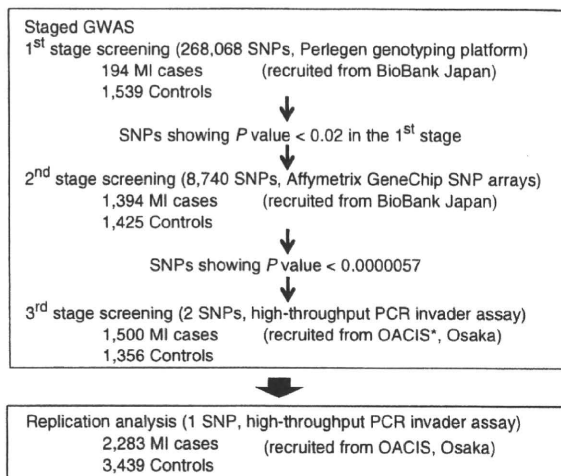 Staged GWAS
1st stage screening (268,068 SNPs, Perlegen genotyping platform)
194 MI cases (recruited from BioBank Japan)
1,539 Controls
SNPs showing P value < 0.02 in the 1st stage
2nd stage screening (8,740 SNPs, Affymetrix GeneChip SNP arrays)
1,394 MI cases (recruited from BioBank Japan)
1,425 Controls
SNPs showing P value < 0.0000057
3rd stage screening (2 SNPs, high-throughput PCR invader assay)
1,500 MI cases (recruited from OACIS*, Osaka)
1,356 Controls
Replication analysis (1 SNP, high-throughput PCR invader assay)
2,283 MI cases (recruited from OACIS, Osaka)
3,439 Controls